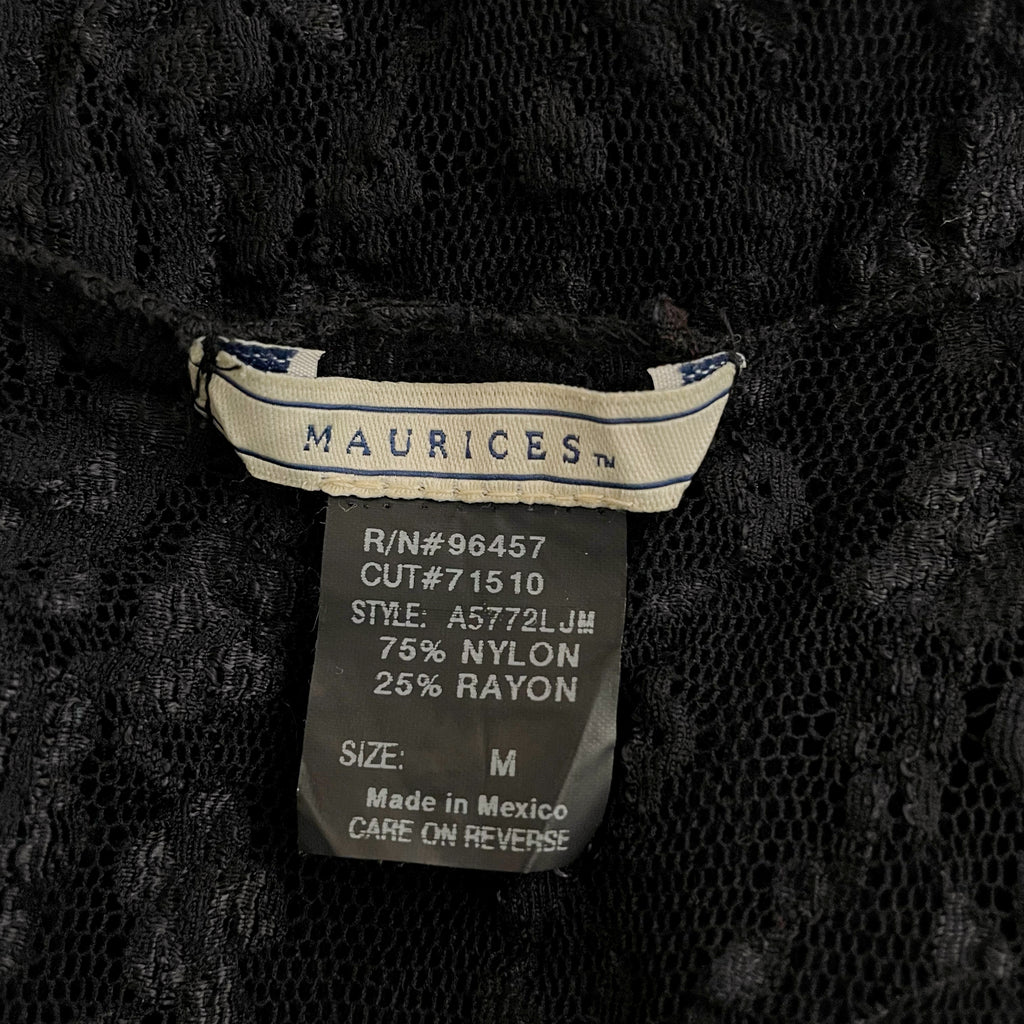 MAURICES™
R/N#96457
CUT#71510
STYLE: A5772LJM
75% NYLON
25% RAYON
SIZE: M
Made in Mexico
CARE ON REVERSE